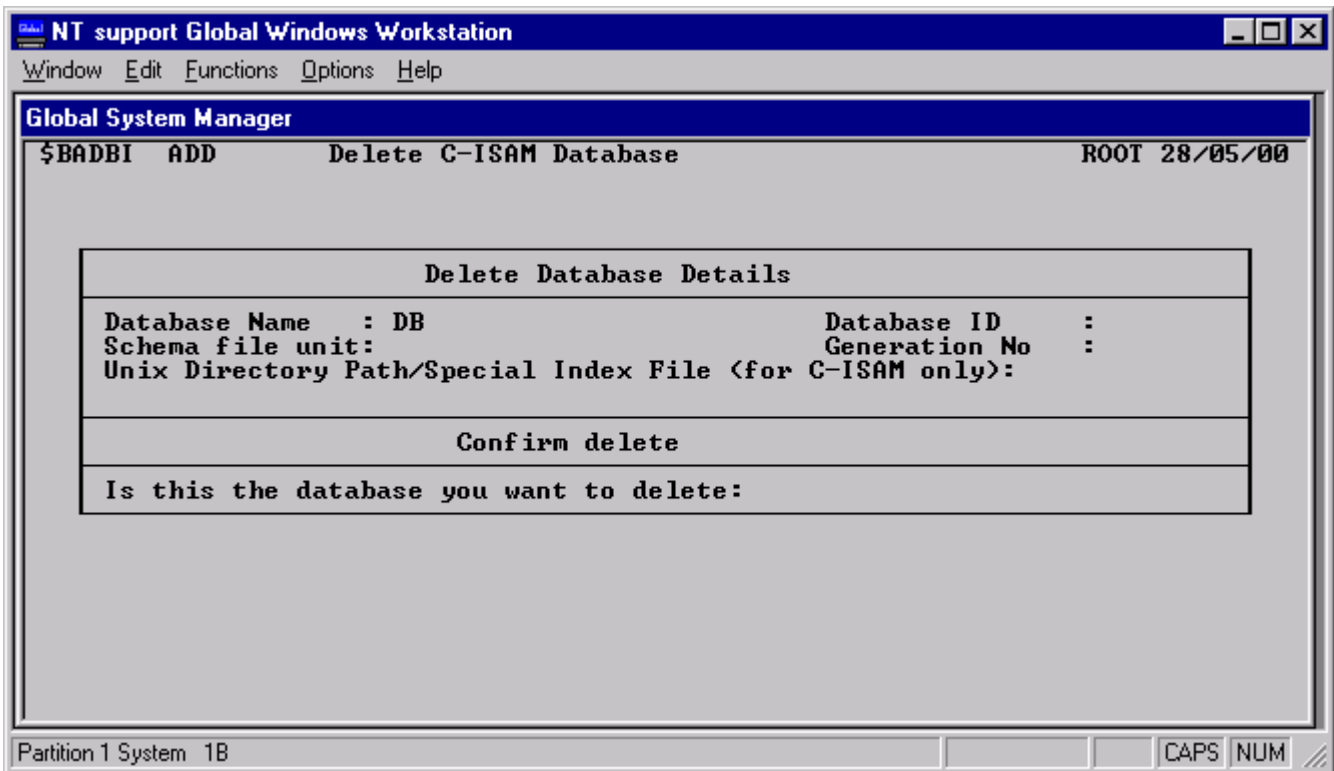 NT support Global Windows Workstation
Window Edit Functions Options Help
Global System Manager
$BADBI ADD Delete C-ISAM Database ROOT 28/05/00
Delete Database Details
Database Name : DB Database ID :
Schema file unit: Generation No :
Unix Directory Path/Special Index File (for C-ISAM only):
Confirm delete
Is this the database you want to delete:
Partition 1 System 1B CAPS NUM